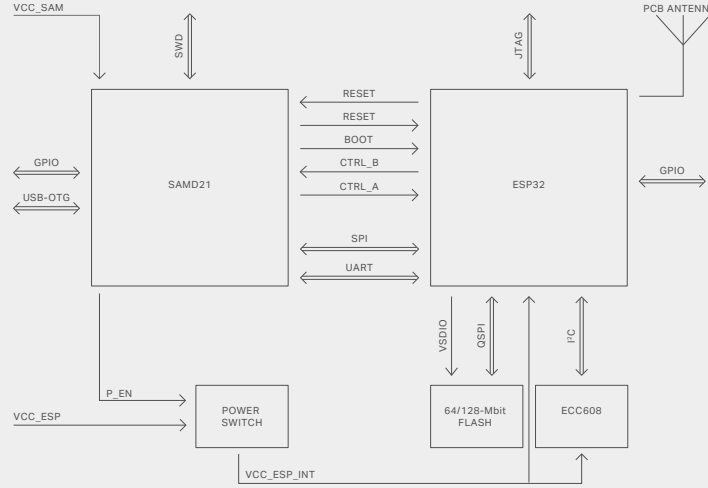 VCC_SAM
PCB ANTENN
SWD
JTAG
RESET
RESET
BOOT
CTRL_B
CTRL_A
GPIO
USB-OTG
SAMD21
ESP32
GPIO
SPI
UART
VSDIO
QSPI
I²C
P_EN
VCC_ESP
POWER
SWITCH
64/128-Mbit
FLASH
ECC608
VCC_ESP_INT